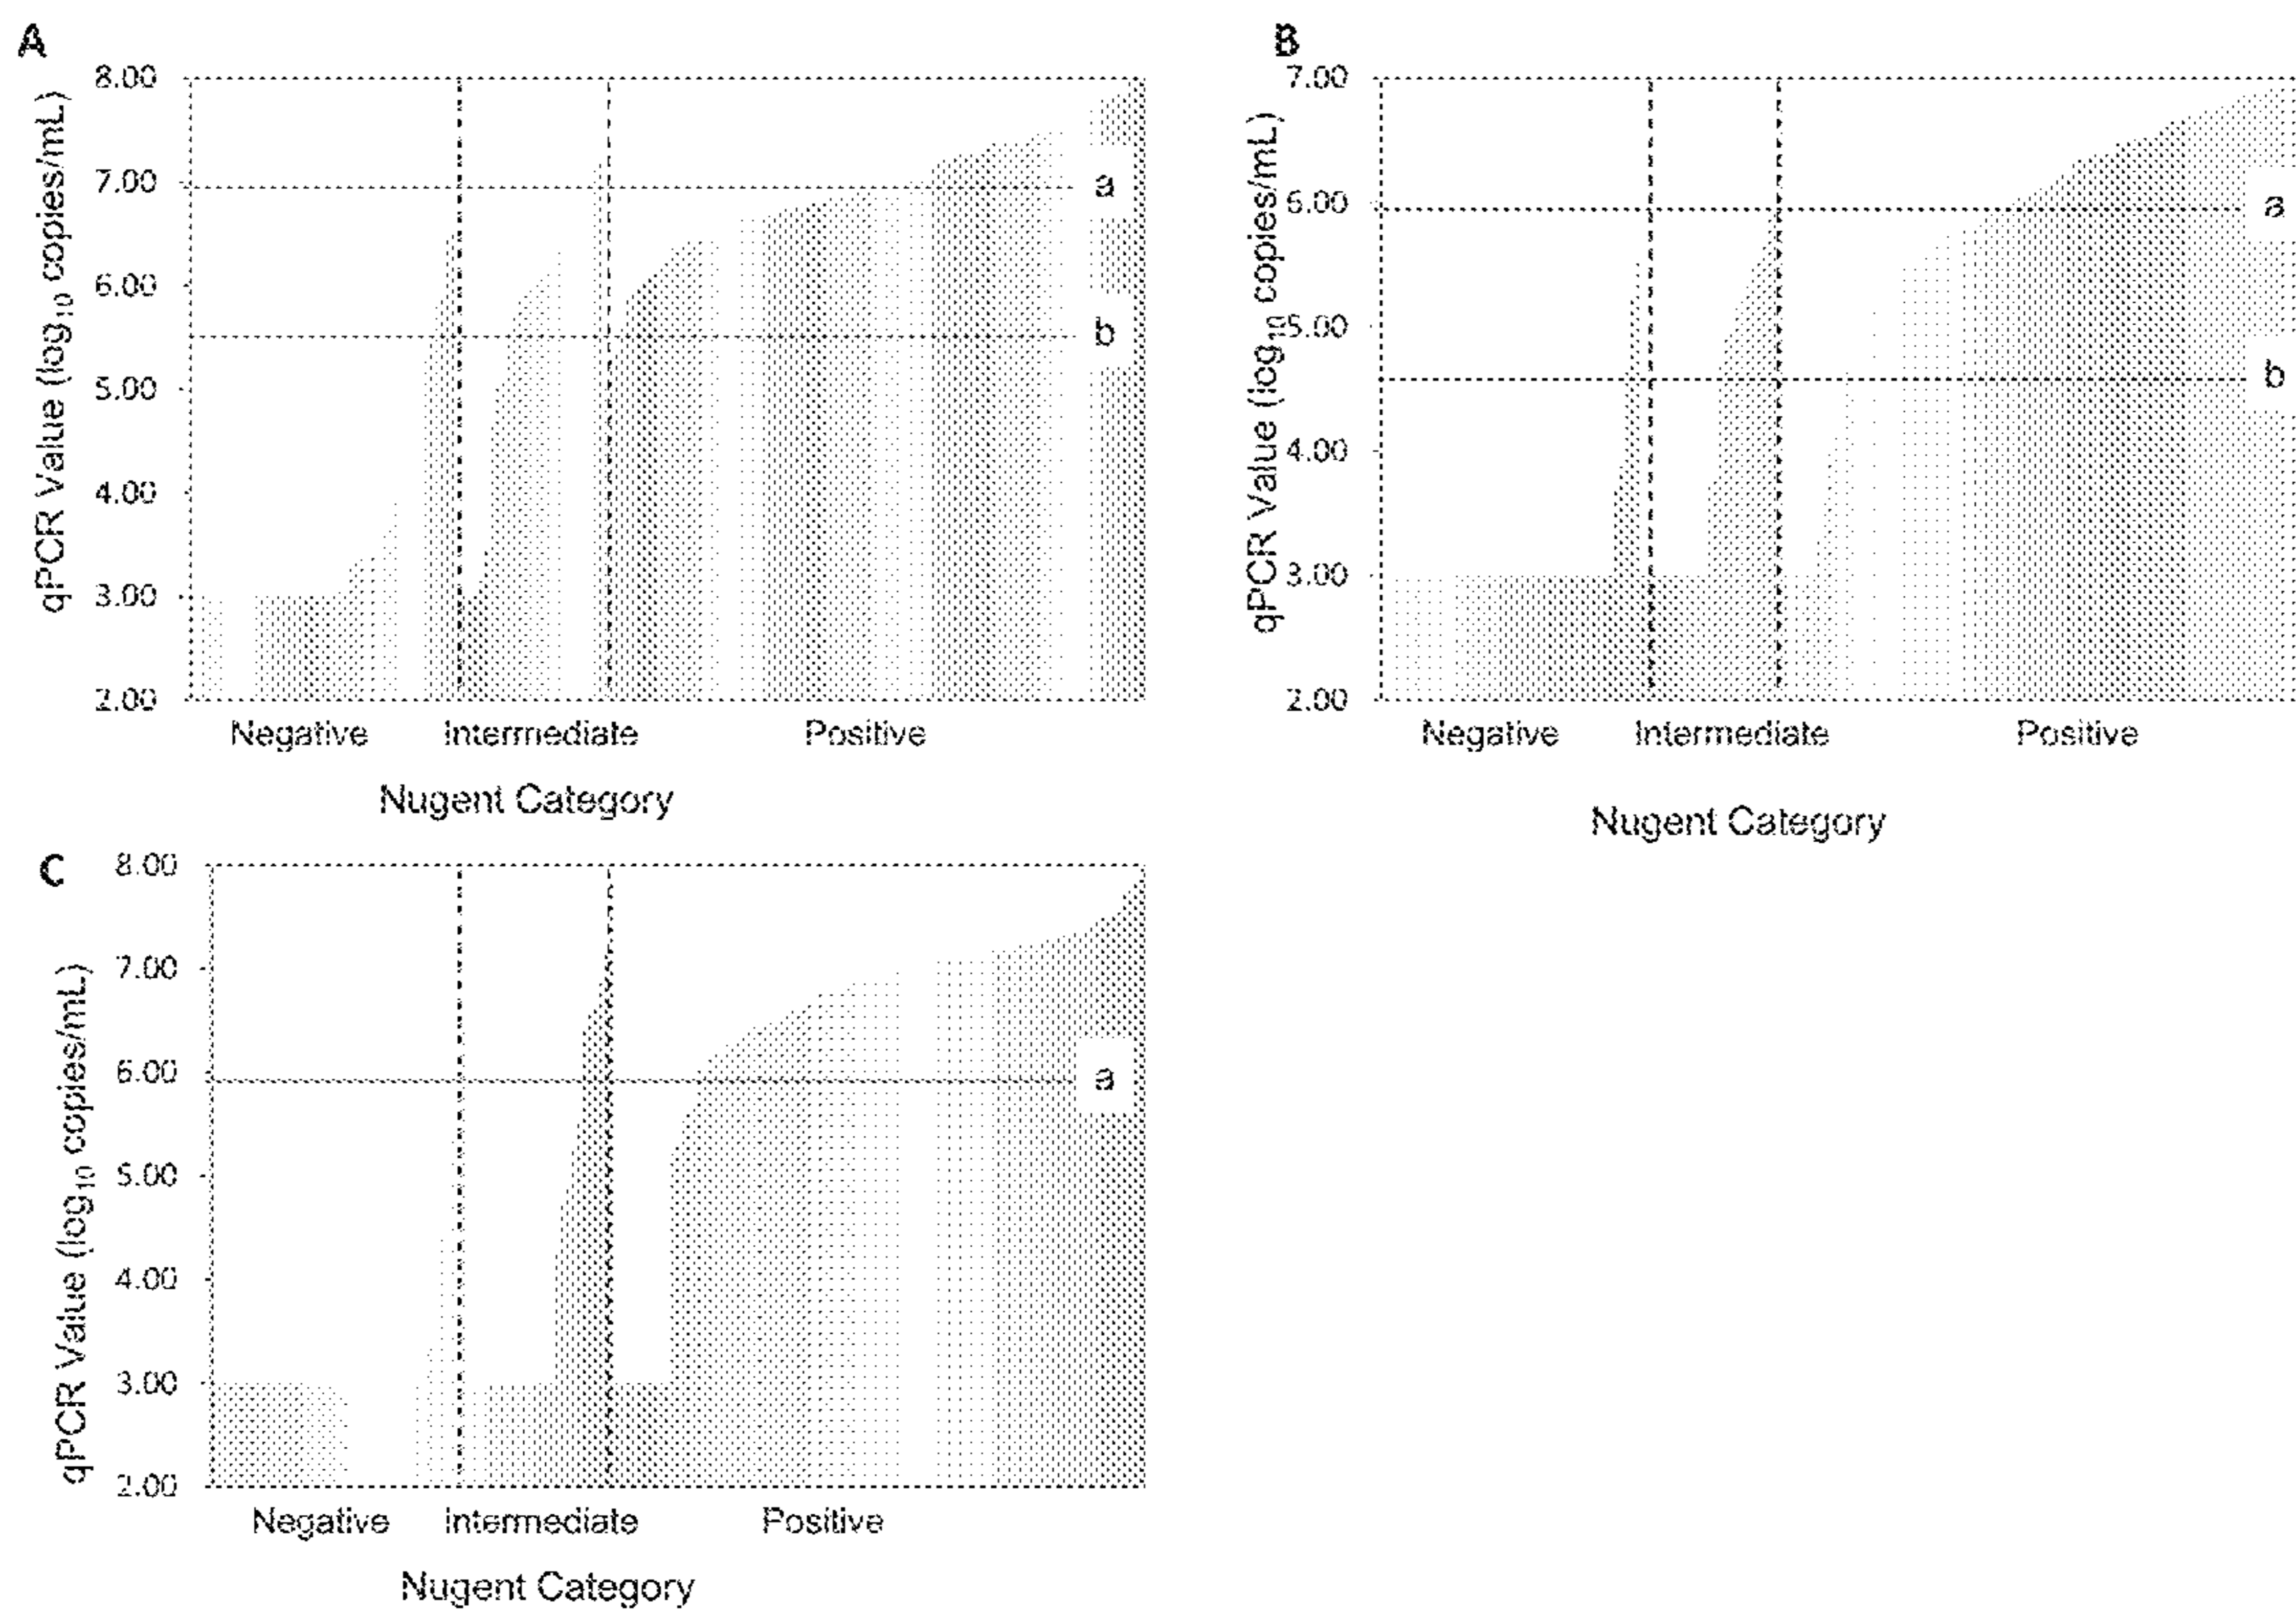 A
qPCR Value (log10 copies/mL)
8.00
7.00
6.00
5.00
4.00
3.00
2.00
a
b
Negative Intermediate Positive
Nugent Category
B
qPCR Value (log10 copies/mL)
7.00
6.00
5.00
4.00
3.00
2.00
a
b
Negative Intermediate Positive
Nugent Category
C
qPCR Value (log10 copies/mL)
8.00
7.00
6.00
5.00
4.00
3.00
2.00
a
Negative Intermediate Positive
Nugent Category